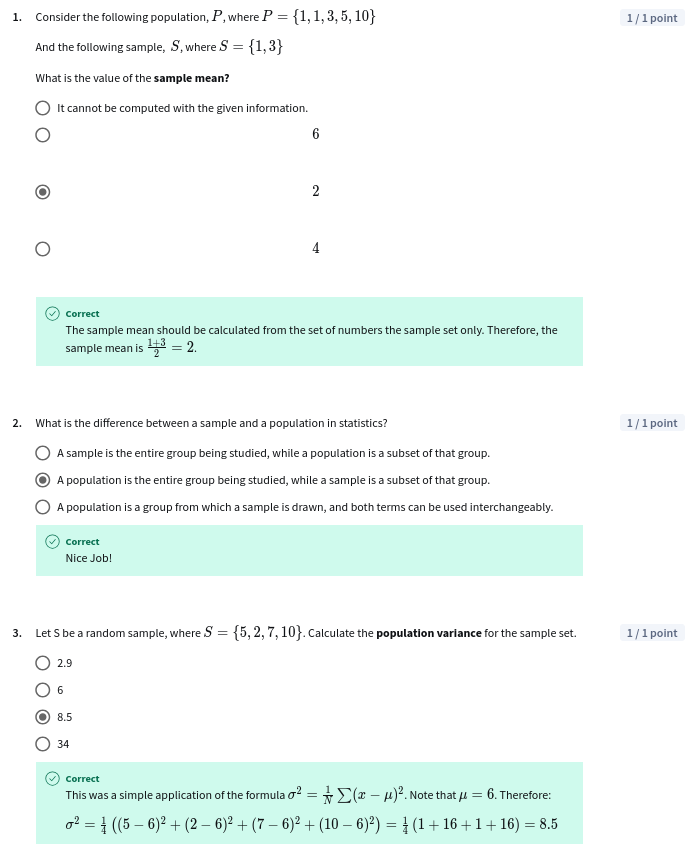 1. Consider the following population, P, where P = {1, 1, 3, 5, 10}
1 / 1 point
And the following sample, S, where S = {1, 3}
What is the value of the sample mean?
It cannot be computed with the given information.
6
2
4
Correct
The sample mean should be calculated from the set of numbers the sample set only. Therefore, the
sample mean is \frac{1+3}{2} = 2.
2. What is the difference between a sample and a population in statistics?
1 / 1 point
A sample is the entire group being studied, while a population is a subset of that group.
A population is the entire group being studied, while a sample is a subset of that group.
A population is a group from which a sample is drawn, and both terms can be used interchangeably.
Correct
Nice Job!
3. Let S be a random sample, where S = {5, 2, 7, 10}. Calculate the population variance for the sample set.
1 / 1 point
2.9
6
8.5
34
Correct
This was a simple application of the formula σ² = \frac{1}{N} ∑(x − μ)². Note that μ = 6. Therefore:
σ² = \frac{1}{4} ((5 − 6)² + (2 − 6)² + (7 − 6)² + (10 − 6)²) = \frac{1}{4} (1 + 16 + 1 + 16) = 8.5